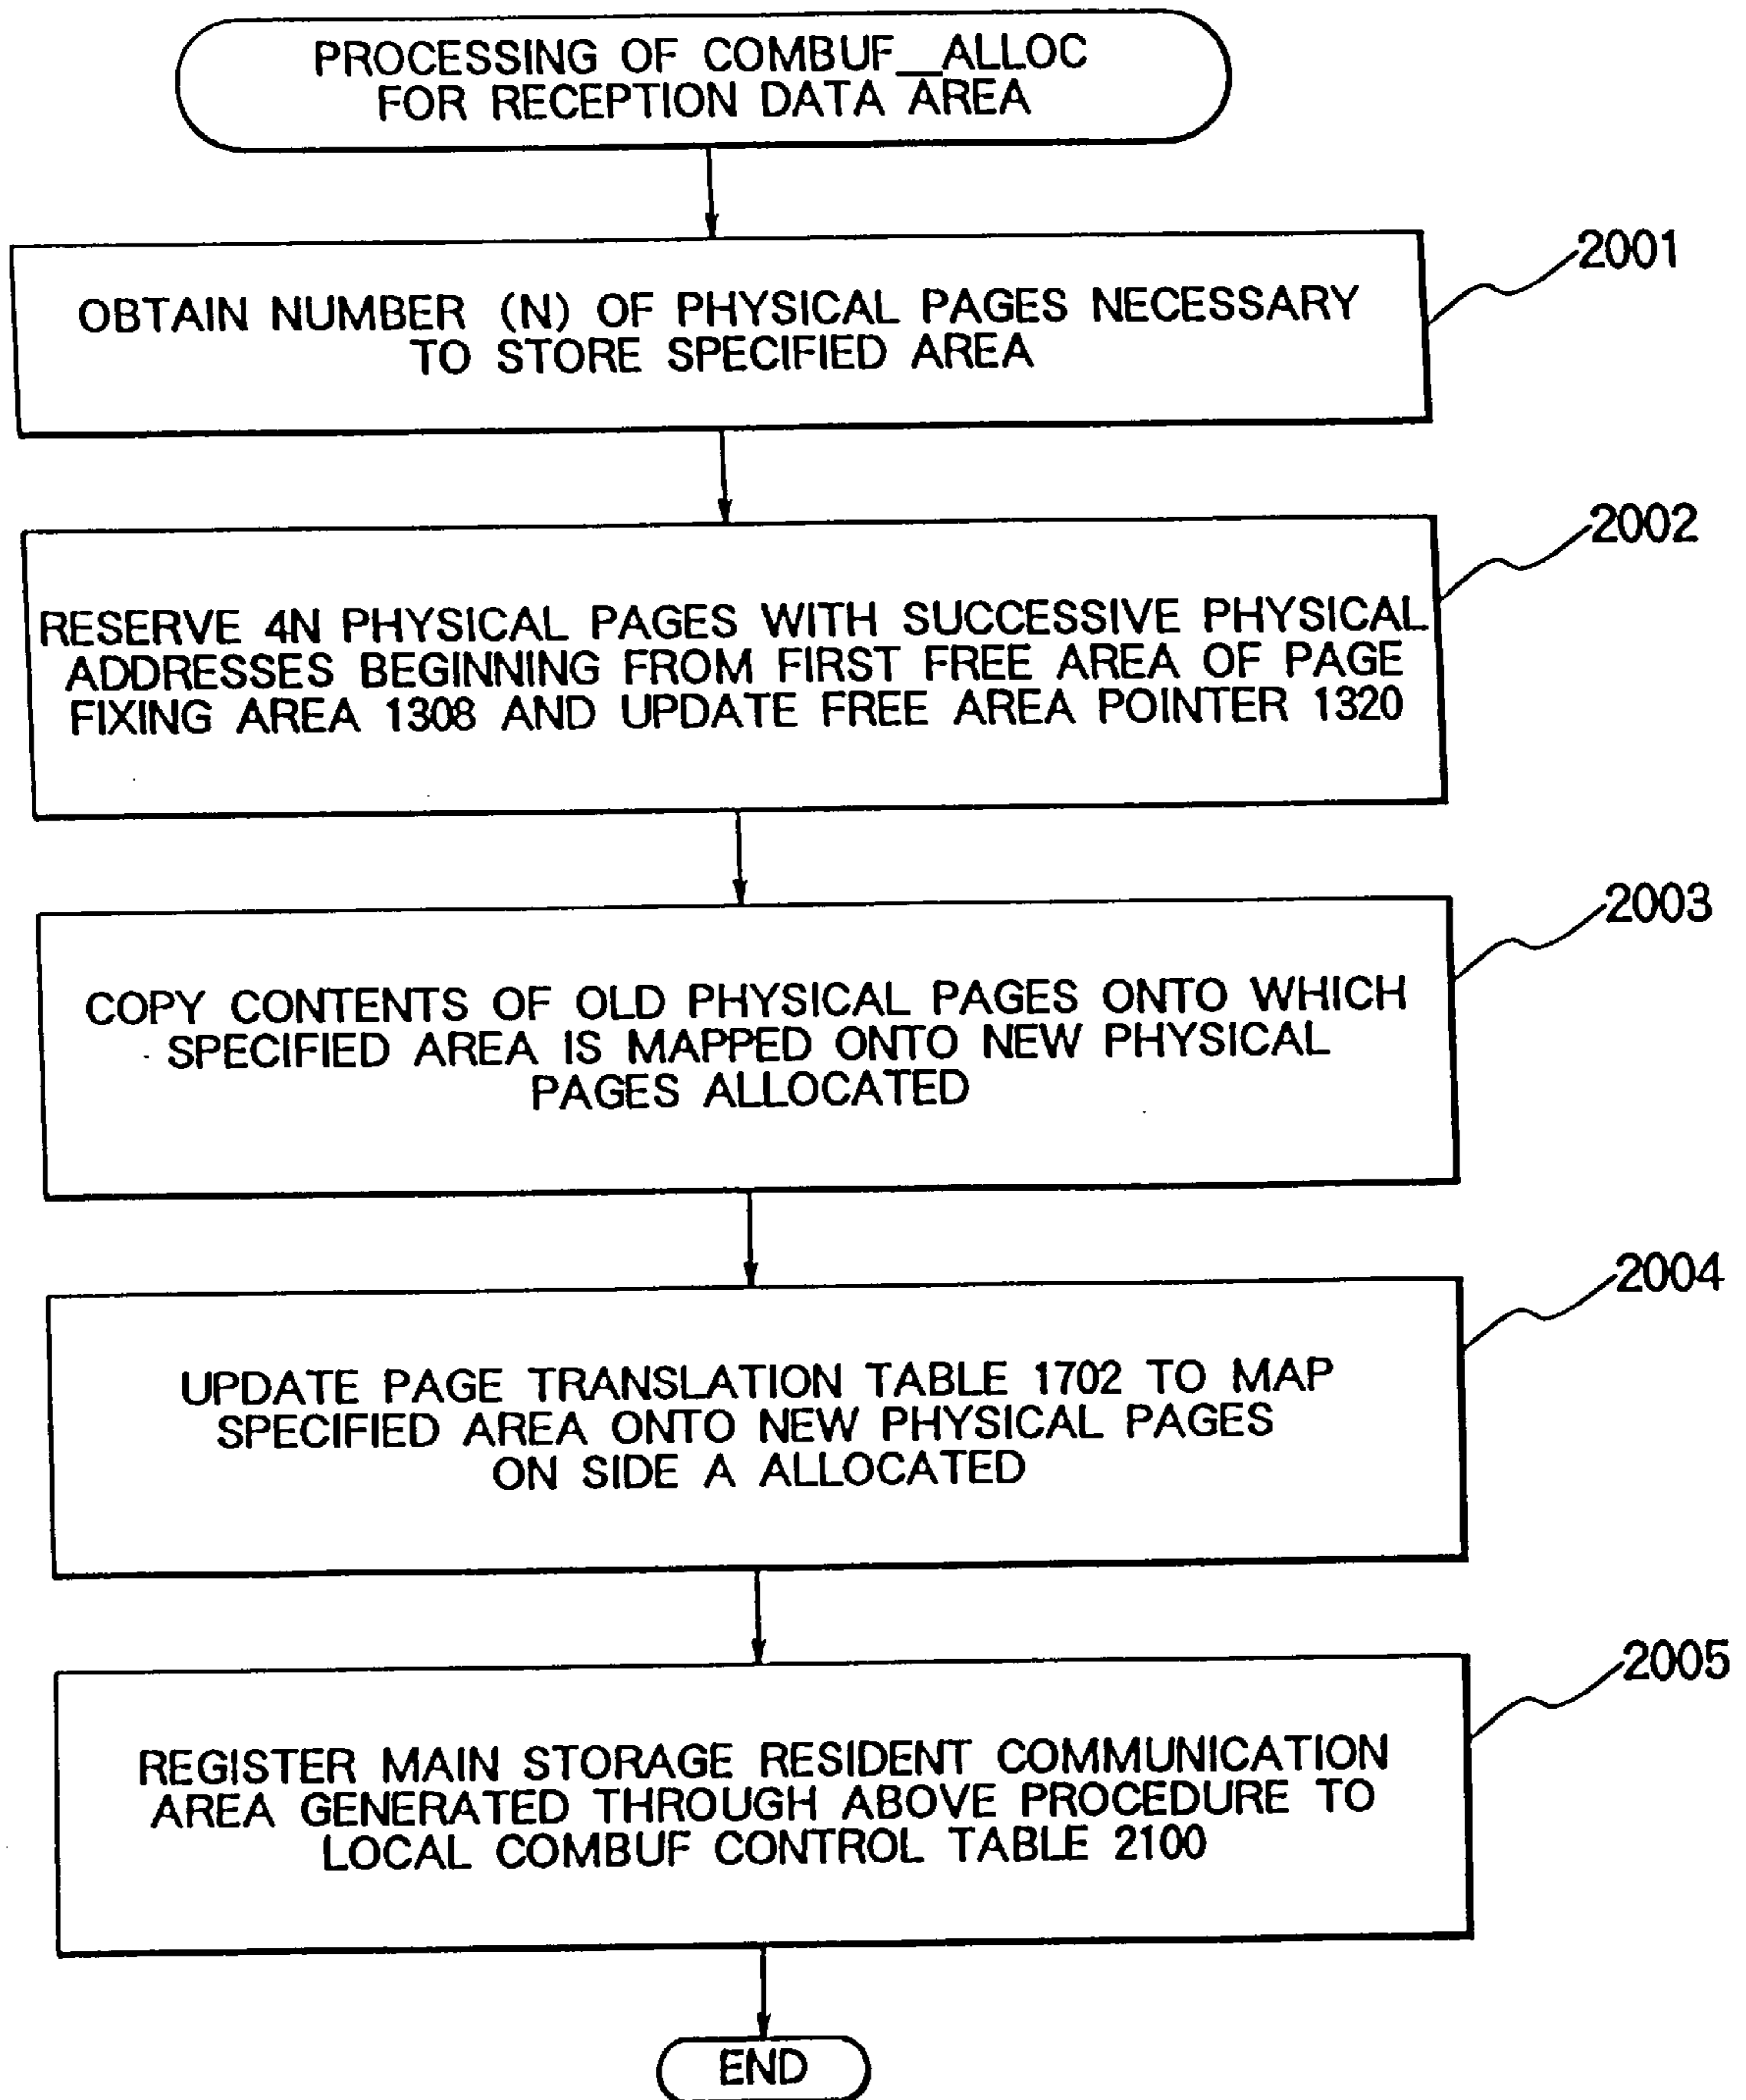 PROCESSING OF COMBUF__ALLOC
FOR RECEPTION DATA AREA
2001
OBTAIN NUMBER (N) OF PHYSICAL PAGES NECESSARY
TO STORE SPECIFIED AREA
2002
RESERVE 4N PHYSICAL PAGES WITH SUCCESSIVE PHYSICAL
ADDRESSES BEGINNING FROM FIRST FREE AREA OF PAGE
FIXING AREA 1308 AND UPDATE FREE AREA POINTER 1320
2003
COPY CONTENTS OF OLD PHYSICAL PAGES ONTO WHICH
SPECIFIED AREA IS MAPPED ONTO NEW PHYSICAL
PAGES ALLOCATED
2004
UPDATE PAGE TRANSLATION TABLE 1702 TO MAP
SPECIFIED AREA ONTO NEW PHYSICAL PAGES
ON SIDE A ALLOCATED
2005
REGISTER MAIN STORAGE RESIDENT COMMUNICATION
AREA GENERATED THROUGH ABOVE PROCEDURE TO
LOCAL COMBUF CONTROL TABLE 2100
END